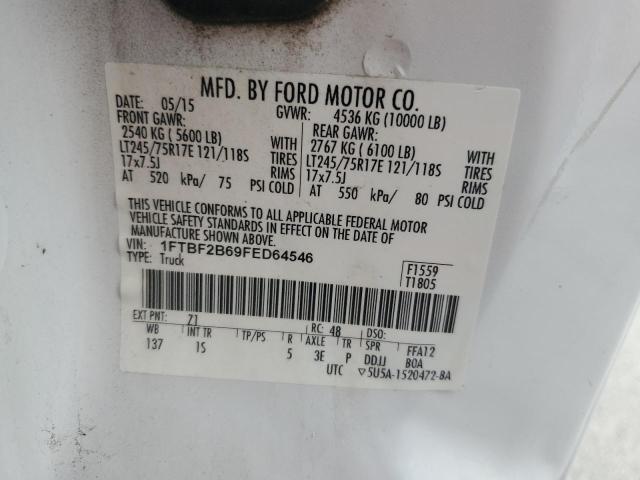 MFD. BY FORD MOTOR CO.
DATE: 05/15 GVWR: 4536 KG (10000 LB)
FRONT GAWR: REAR GAWR:
2540 KG ( 5600 LB) WITH 2767 KG ( 6100 LB) WITH
LT245/75R17E 121/118S TIRES LT245/75R17E 121/118S TIRES
17x7.5J RIMS 17x7.5J RIMS
AT 520 kPa/ 75 PSI COLD AT 550 kPa/ 80 PSI COLD
THIS VEHICLE CONFORMS TO ALL APPLICABLE FEDERAL MOTOR
VEHICLE SAFETY STANDARDS IN EFFECT ON THE DATE OF
MANUFACTURE SHOWN ABOVE.
VIN: 1FTBF2B69FED64546
TYPE: Truck
F1559
T1805
EXT PNT: Z1 RC: 48 DSO:
WB INT TR TP/PS R AXLE TR SPR FFA12
137 1S 5 3E P DDJJ BOA
UTC ▽5U5A-1520472-BA